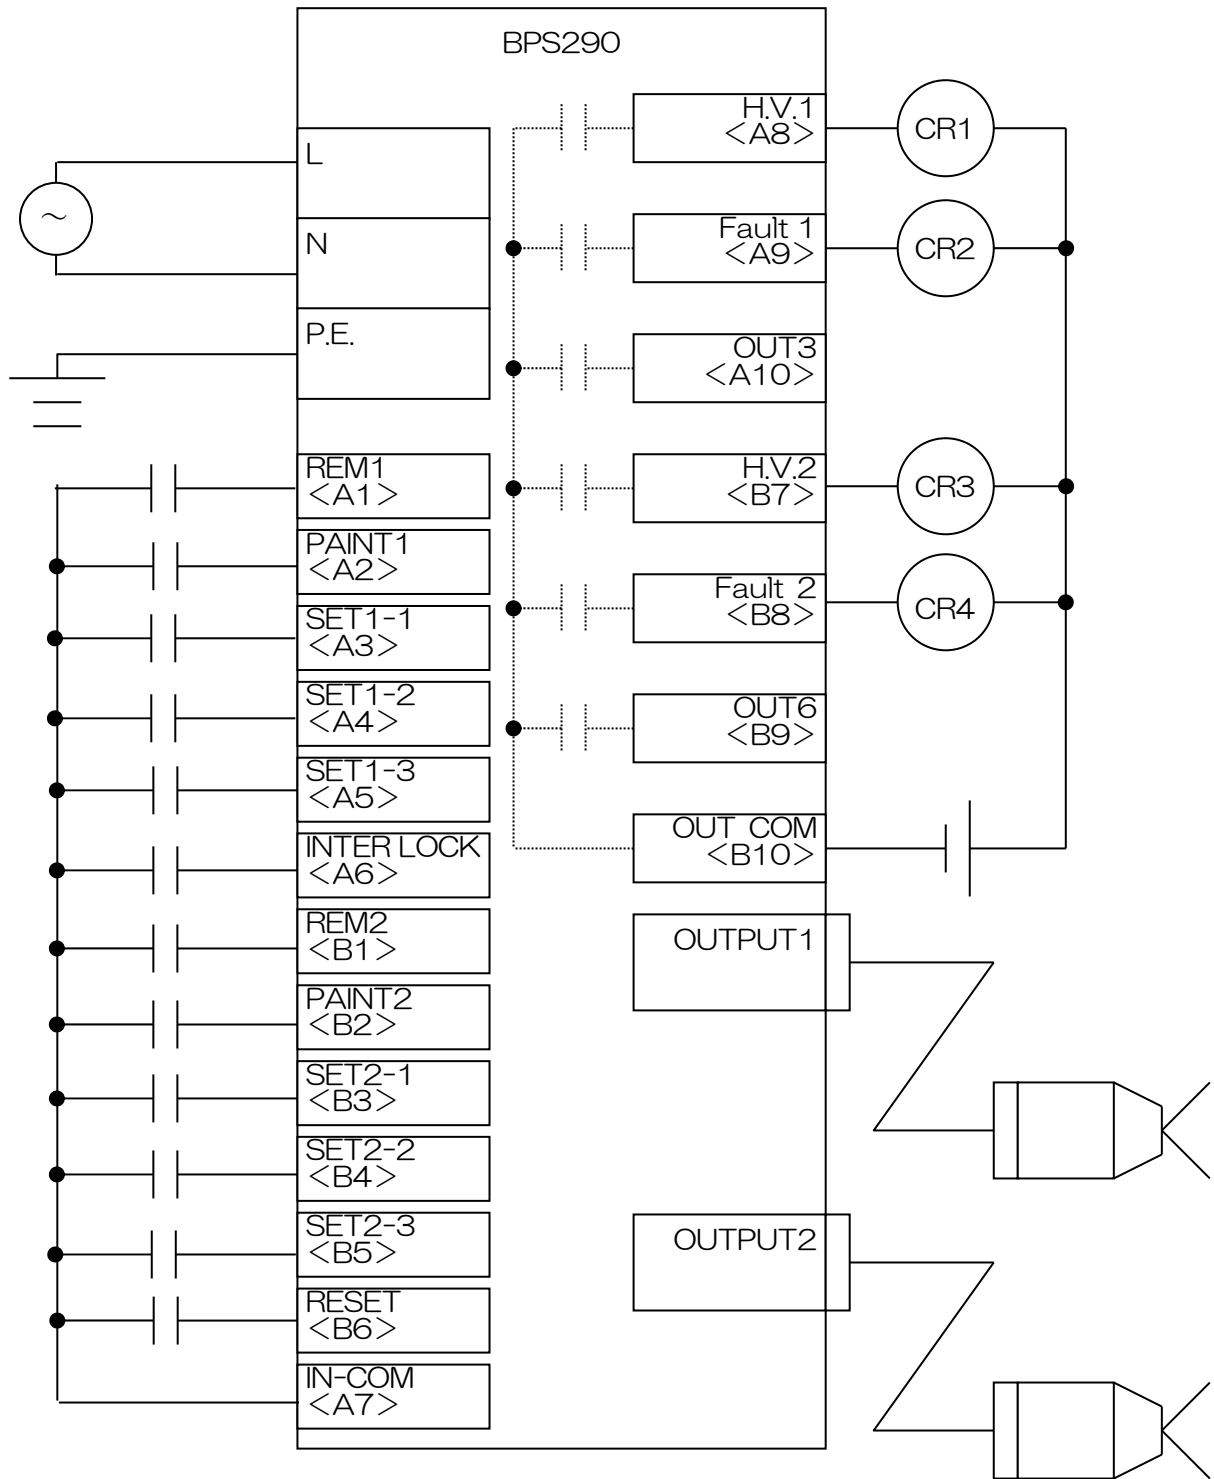 BPS290
L
N
P.E.
REM1
<A1>
PAINT1
<A2>
SET1-1
<A3>
SET1-2
<A4>
SET1-3
<A5>
INTER LOCK
<A6>
REM2
<B1>
PAINT2
<B2>
SET2-1
<B3>
SET2-2
<B4>
SET2-3
<B5>
RESET
<B6>
IN-COM
<A7>
H.V.1
<A8>
Fault 1
<A9>
OUT3
<A10>
H.V.2
<B7>
Fault 2
<B8>
OUT6
<B9>
OUT COM
<B10>
OUTPUT1
OUTPUT2
CR1
CR2
CR3
CR4